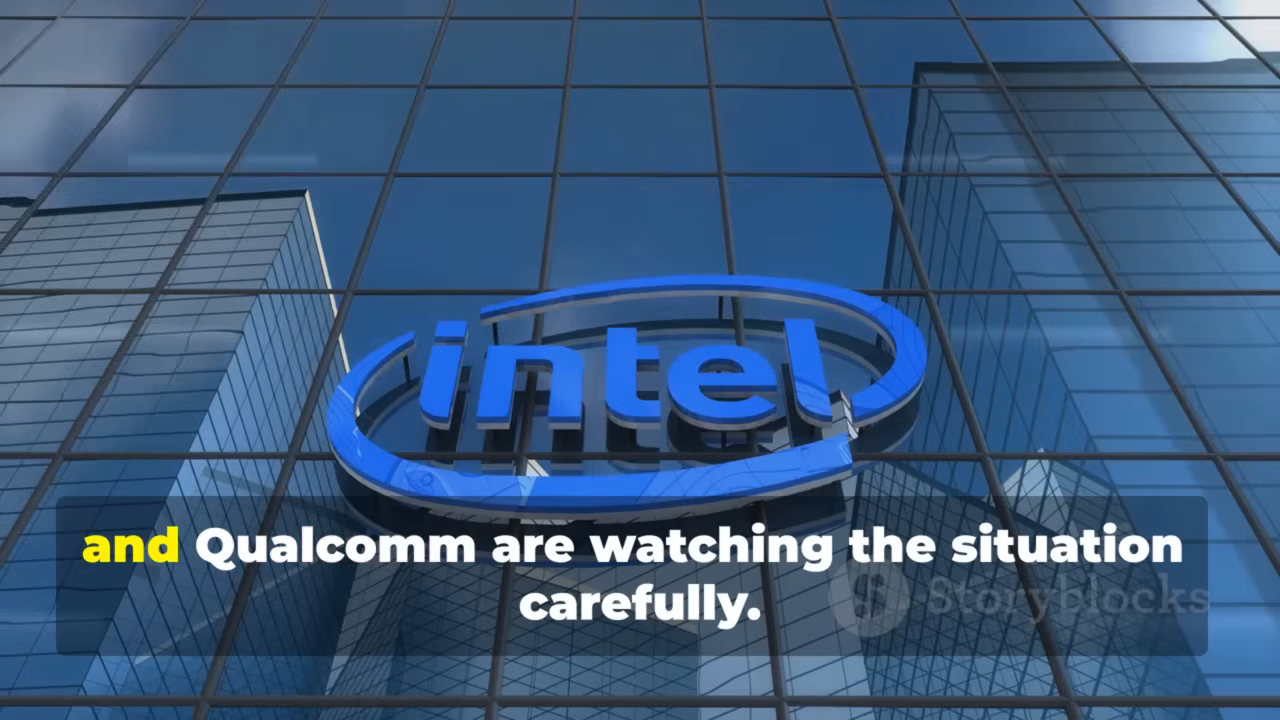 intel
and Qualcomm are watching the situation
carefully.
Storyblocks